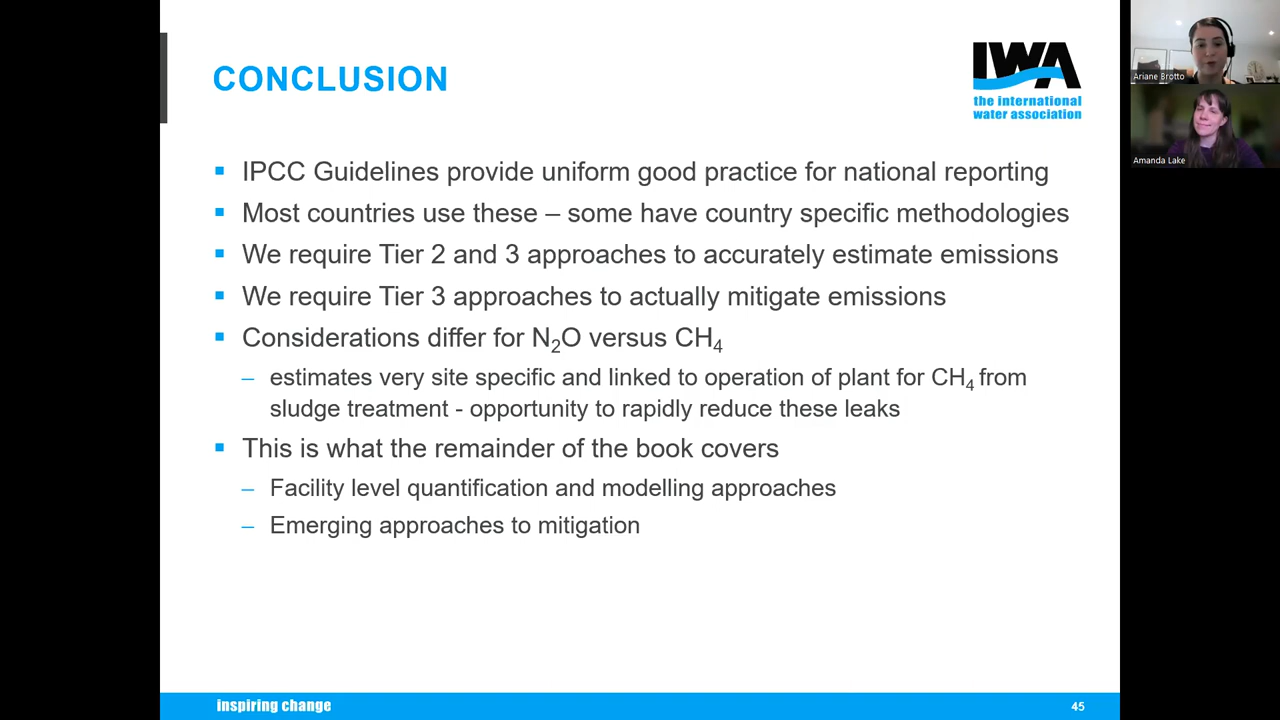 CONCLUSION
IWA
the international
water association
▪ IPCC Guidelines provide uniform good practice for national reporting
▪ Most countries use these – some have country specific methodologies
▪ We require Tier 2 and 3 approaches to accurately estimate emissions
▪ We require Tier 3 approaches to actually mitigate emissions
▪ Considerations differ for N₂O versus CH₄
– estimates very site specific and linked to operation of plant for CH₄ from
sludge treatment - opportunity to rapidly reduce these leaks
▪ This is what the remainder of the book covers
– Facility level quantification and modelling approaches
– Emerging approaches to mitigation
inspiring change
45
Ariane Brotto
Amanda Lake